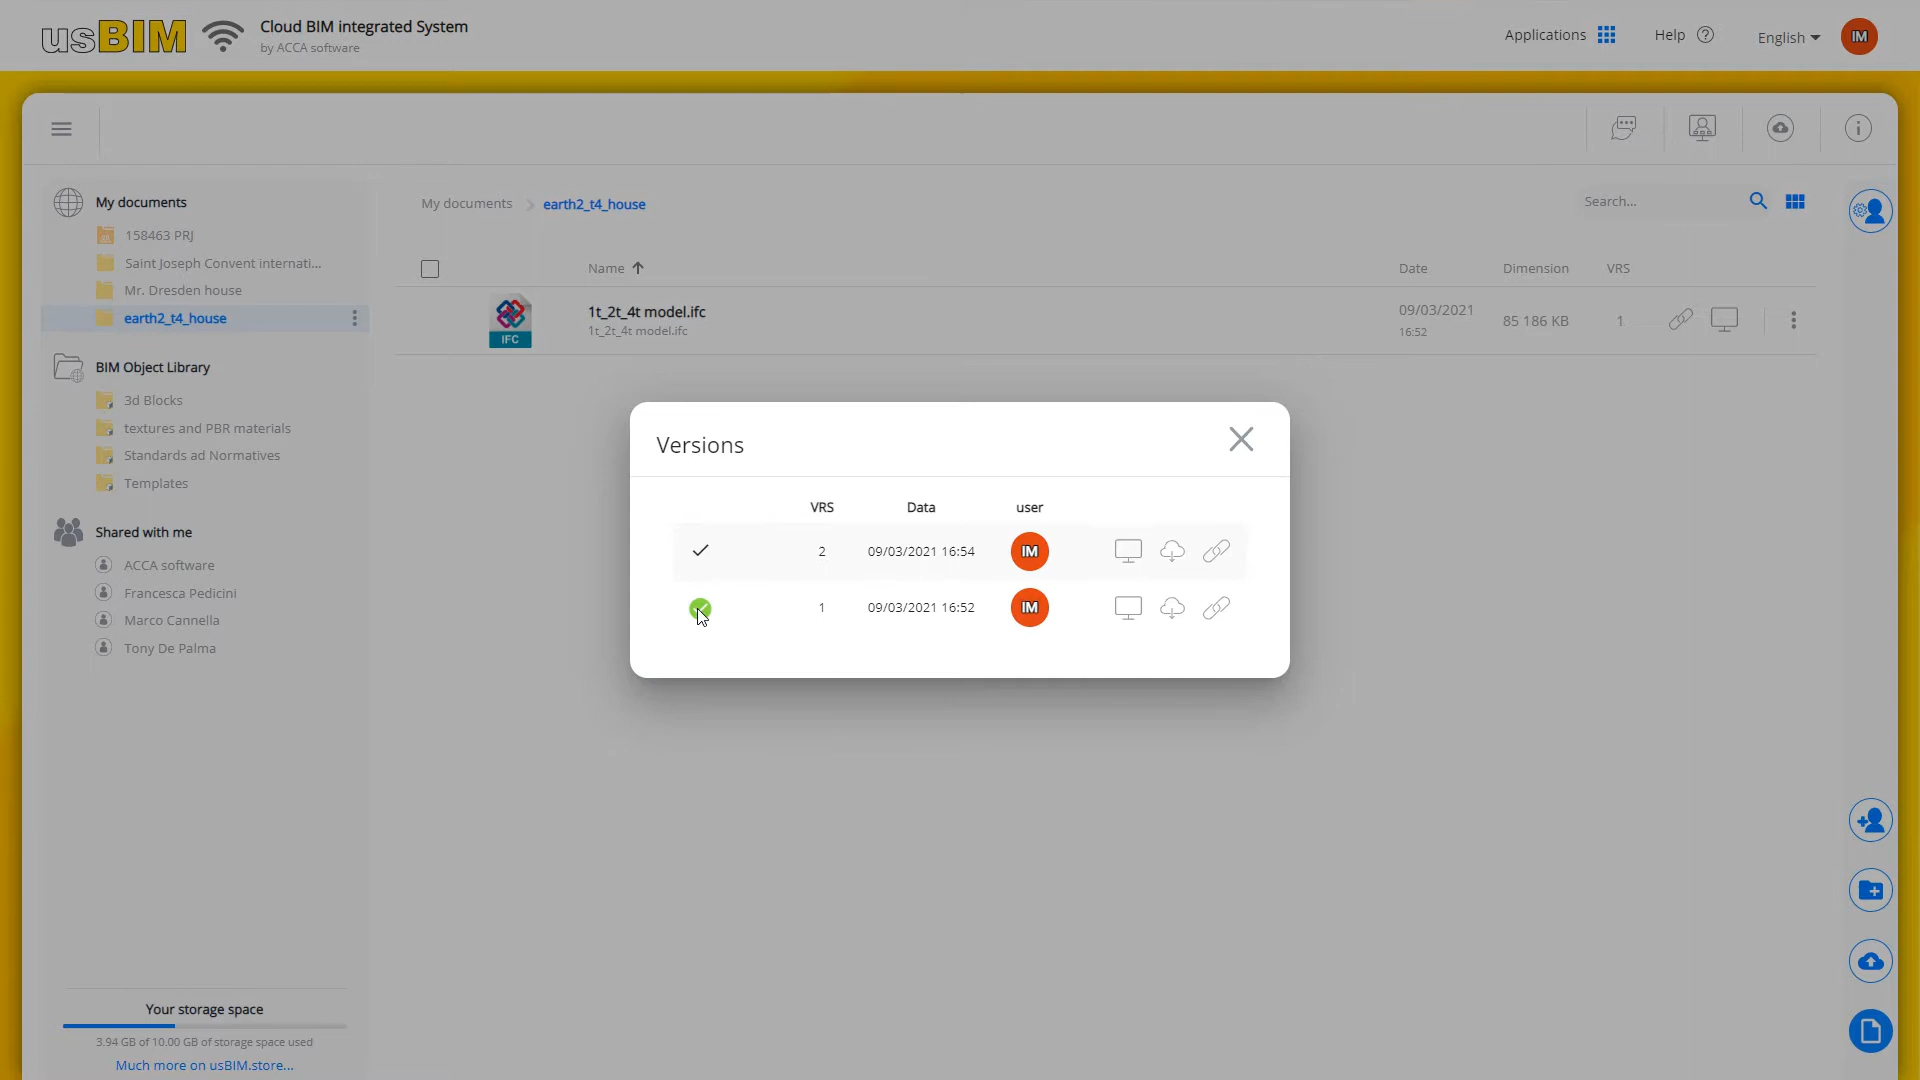 usBIM
Cloud BIM integrated System
by ACCA software
Applications
Help
English
IM
My documents
158463 PRJ
Saint Joseph Convent internati...
Mr. Dresden house
earth2_t4_house
BIM Object Library
3d Blocks
textures and PBR materials
Standards ad Normatives
Templates
Shared with me
ACCA software
Francesca Pedicini
Marco Cannella
Tony De Palma
Your storage space
3.94 GB of 10.00 GB of storage space used
Much more on usBIM.store...
My documents earth2_t4_house
Search...
Name Date Dimension VRS
IFC
1t_2t_4t model.ifc
1t_2t_4t model.ifc
09/03/2021
16:52
85 186 KB
1
Versions
VRS Data user
2 09/03/2021 16:54 IM
1 09/03/2021 16:52 IM